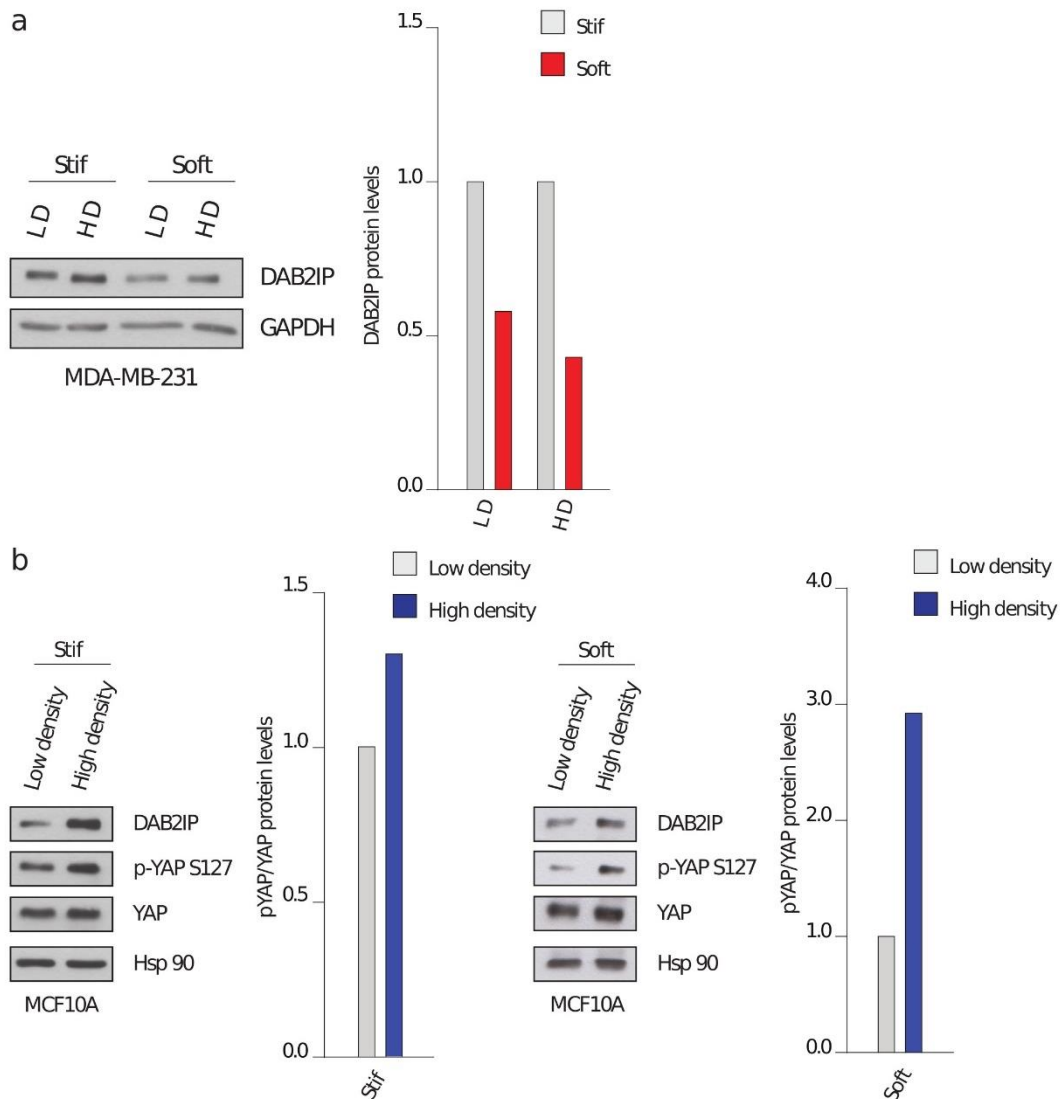 a
Stif
Soft
LD
HD
LD
HD
DAB2IP
GAPDH
MDA-MB-231
Stif
Soft
DAB2IP protein levels
1.5
1.0
0.5
0.0
LD
HD
b
Stif
Low density
High density
DAB2IP
p-YAP S127
YAP
Hsp 90
MCF10A
Low density
High density
pYAP/YAP protein levels
1.5
1.0
0.5
0.0
Stif
Soft
Low density
High density
DAB2IP
p-YAP S127
YAP
Hsp 90
MCF10A
Low density
High density
pYAP/YAP protein levels
4.0
3.0
2.0
1.0
0.0
Soft